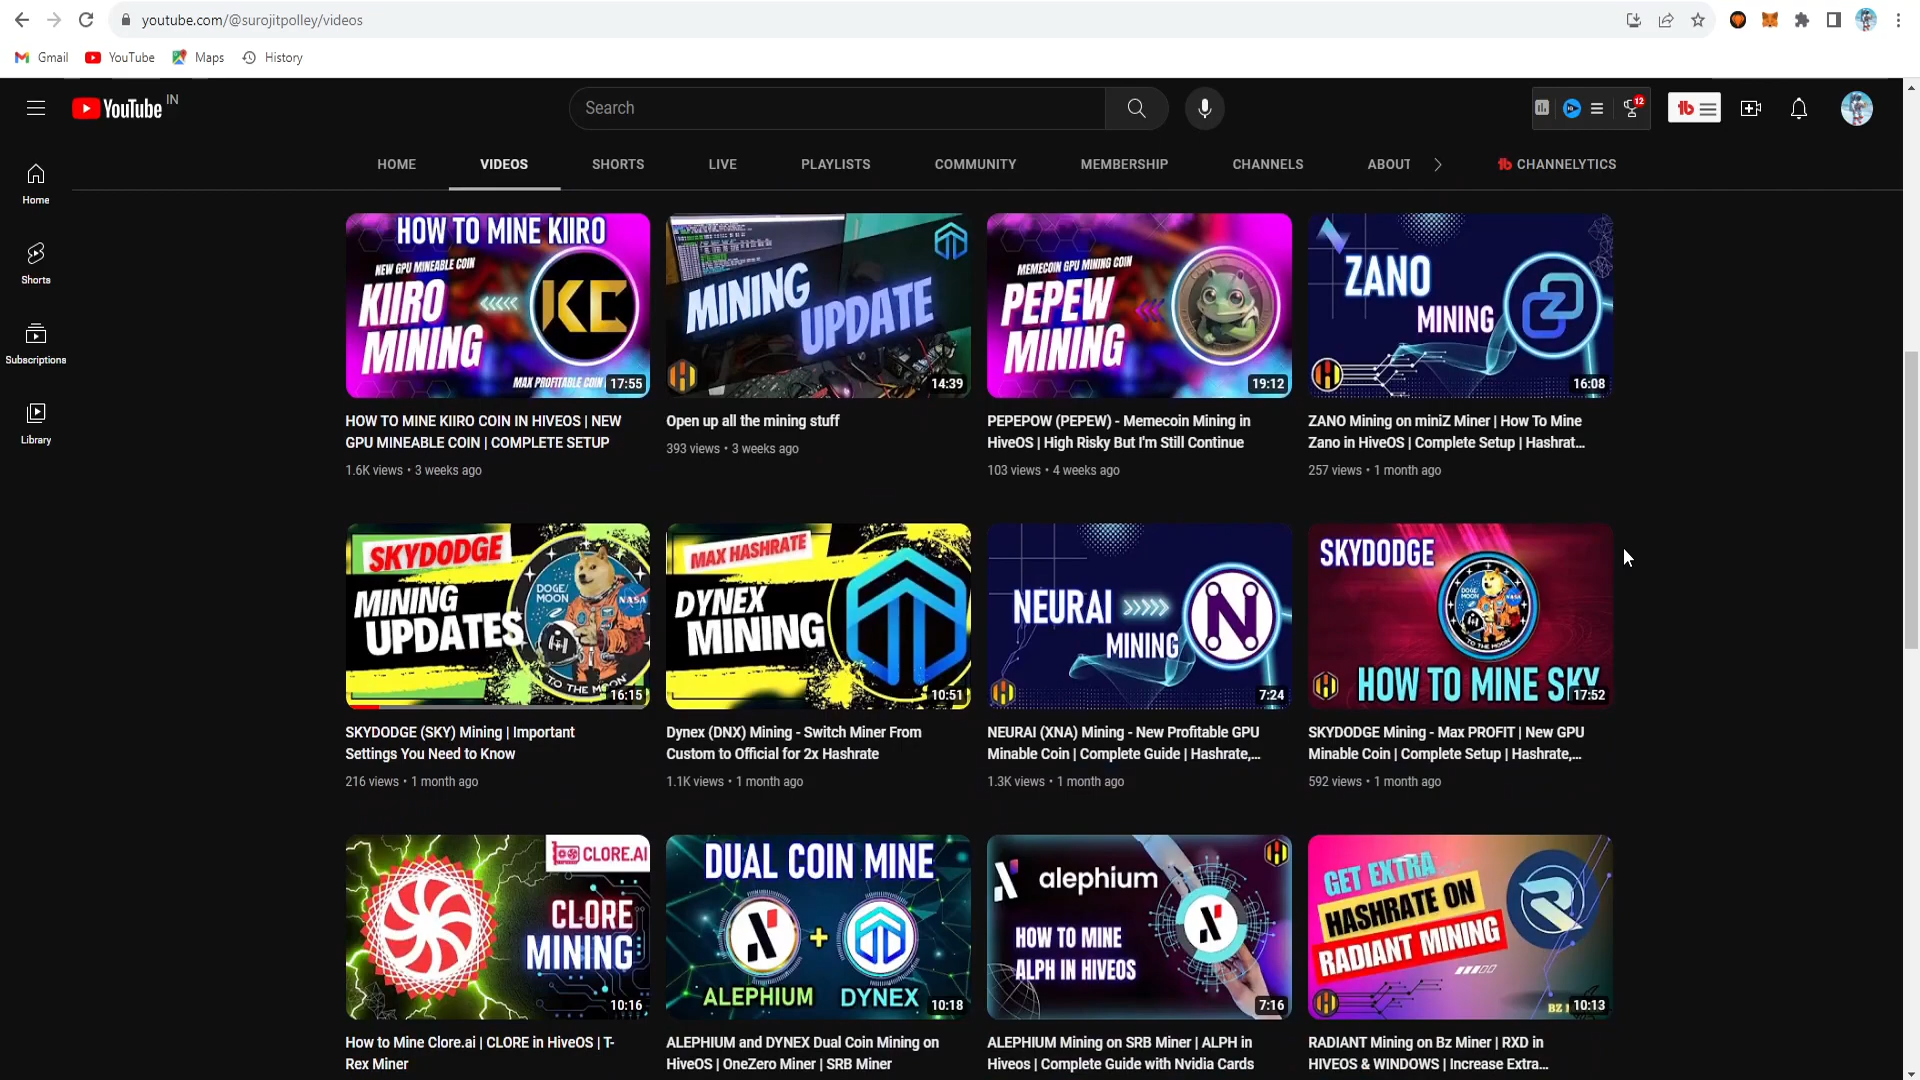 youtube.com/@surojitpolley/videos
Gmail YouTube Maps History
YouTube IN
Search
12
HOME VIDEOS SHORTS LIVE PLAYLISTS COMMUNITY MEMBERSHIP CHANNELS ABOUT CHANNELYTICS
Home
Shorts
Subscriptions
Library
HOW TO MINE KIIRO
NEW GPU MINEABLE COIN
KIIRO
MINING
KC
MAX PROFITABLE COIN
17:55
HOW TO MINE KIIRO COIN IN HIVEOS | NEW
GPU MINEABLE COIN | COMPLETE SETUP
1.6K views • 3 weeks ago
MINING
UPDATE
14:39
Open up all the mining stuff
393 views • 3 weeks ago
MEMECOIN GPU MINING COIN
PEPEW
MINING
19:12
PEPEPOW (PEPEW) - Memecoin Mining in
HiveOS | High Risky But I'm Still Continue
103 views • 4 weeks ago
ZANO
MINING
16:08
ZANO Mining on miniZ Miner | How To Mine
Zano in HiveOS | Complete Setup | Hashrat...
257 views • 1 month ago
SKYDODGE
MINING
UPDATES
DOGE/
MOON
NASA
TO THE MOON
16:15
SKYDODGE (SKY) Mining | Important
Settings You Need to Know
216 views • 1 month ago
MAX HASHRATE
DYNEX
MINING
10:51
Dynex (DNX) Mining - Switch Miner From
Custom to Official for 2x Hashrate
1.1K views • 1 month ago
NEURAI
MINING
N
7:24
NEURAI (XNA) Mining - New Profitable GPU
Minable Coin | Complete Guide | Hashrate,...
1.3K views • 1 month ago
SKYDODGE
DOGE/
MOON
TO THE MOON
HOW TO MINE SKY
17:52
SKYDODGE Mining - Max PROFIT | New GPU
Minable Coin | Complete Setup | Hashrate,...
592 views • 1 month ago
CLORE.AI
CLORE
MINING
10:16
How to Mine Clore.ai | CLORE in HiveOS | T-
Rex Miner
DUAL COIN MINE
+
ALEPHIUM DYNEX
10:18
ALEPHIUM and DYNEX Dual Coin Mining on
HiveOS | OneZero Miner | SRB Miner
alephium
HOW TO MINE
ALPH IN HIVEOS
7:16
ALEPHIUM Mining on SRB Miner | ALPH in
Hiveos | Complete Guide with Nvidia Cards
GET EXTRA
HASHRATE ON
RADIANT MINING
BZ
10:13
RADIANT Mining on Bz Miner | RXD in
HIVEOS & WINDOWS | Increase Extra...